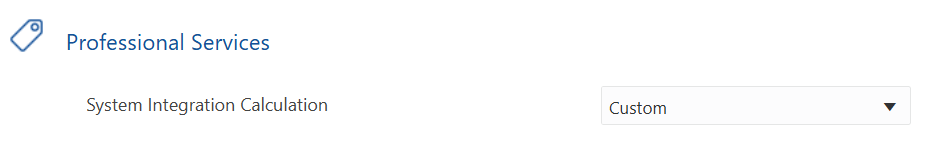 Professional Services
System Integration Calculation
Custom